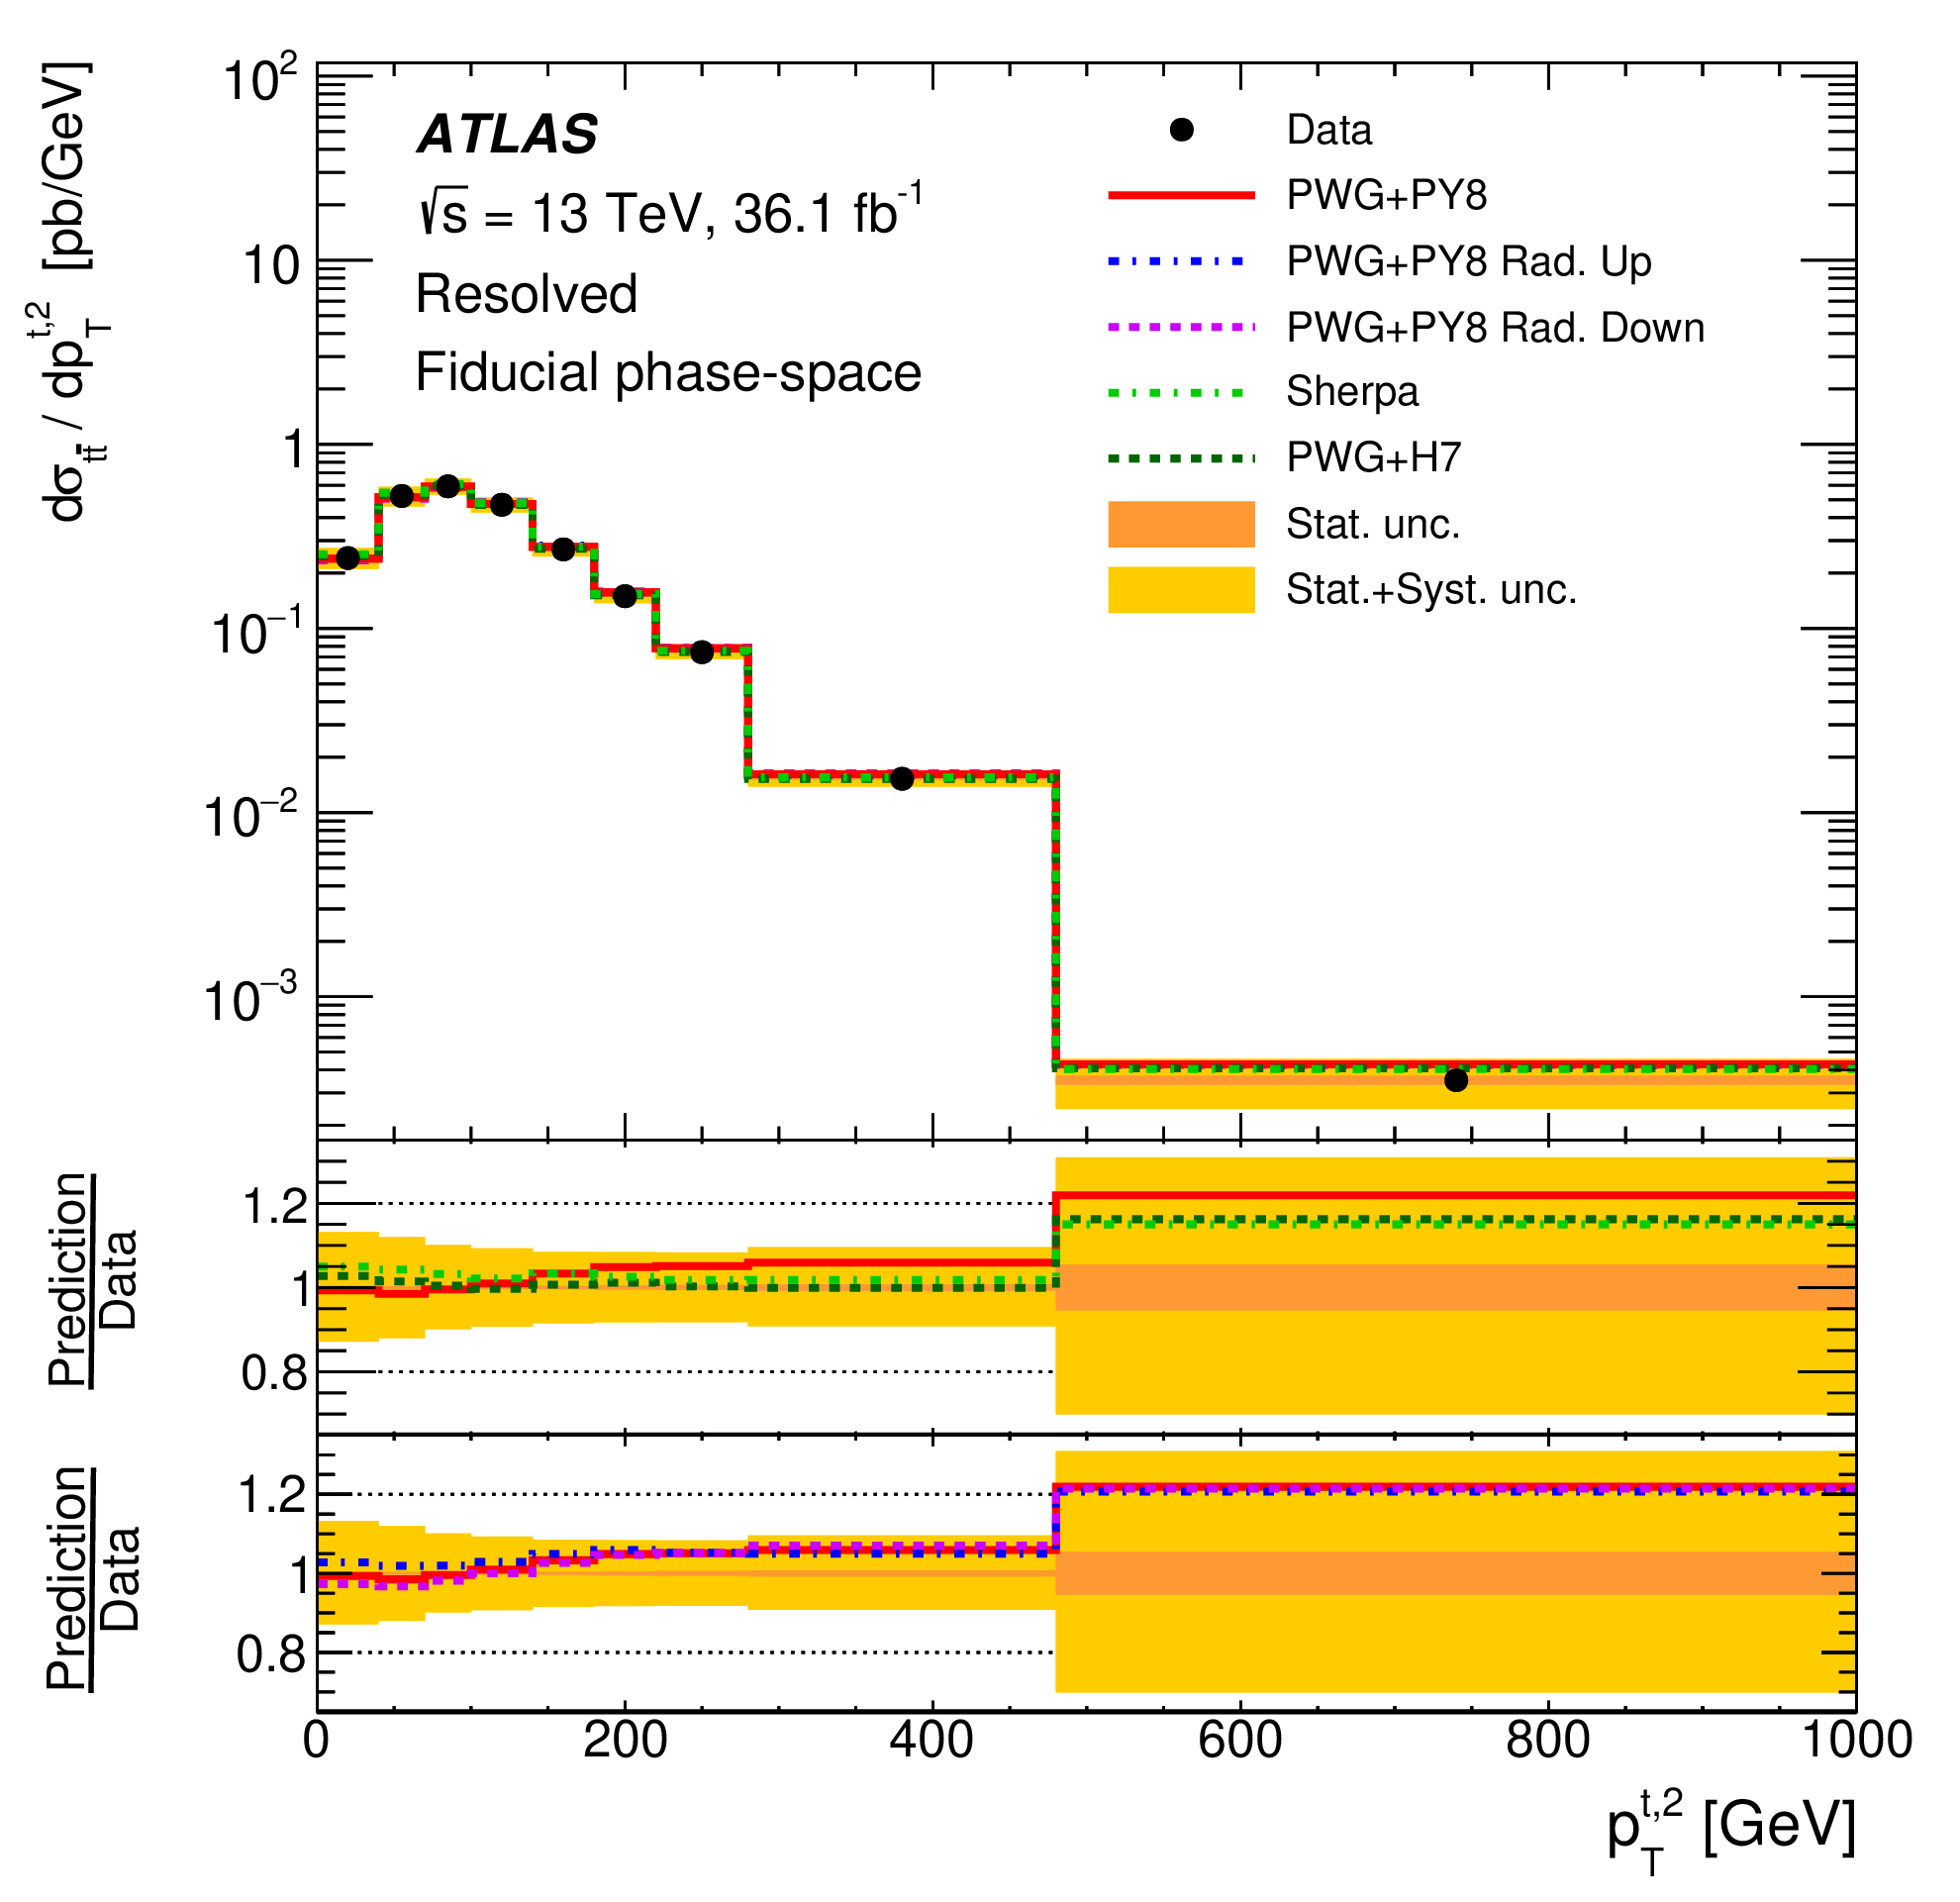 dσ_tt̄ / dp_T^{t,2} [pb/GeV]
10²
10
1
10⁻¹
10⁻²
10⁻³
ATLAS
√s = 13 TeV, 36.1 fb⁻¹
Resolved
Fiducial phase-space
Data
PWG+PY8
PWG+PY8 Rad. Up
PWG+PY8 Rad. Down
Sherpa
PWG+H7
Stat. unc.
Stat.+Syst. unc.
Prediction
Data
1.2
1
0.8
Prediction
Data
1.2
1
0.8
0 200 400 600 800 1000
p_T^{t,2} [GeV]